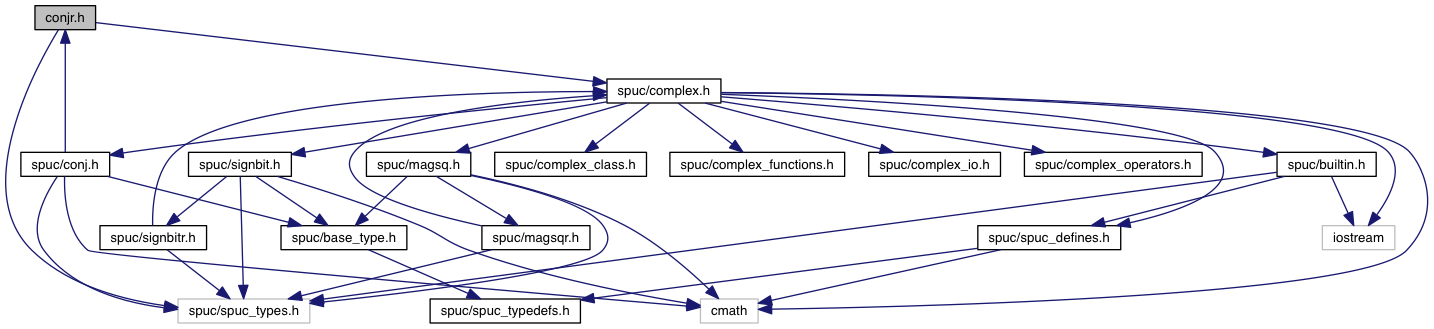 conjr.h
spuc/complex.h
spuc/conj.h
spuc/signbit.h
spuc/magsq.h
spuc/complex_class.h
spuc/complex_functions.h
spuc/complex_io.h
spuc/complex_operators.h
spuc/builtin.h
spuc/signbitr.h
spuc/base_type.h
spuc/magsqr.h
spuc/spuc_defines.h
iostream
spuc/spuc_types.h
spuc/spuc_typedefs.h
cmath